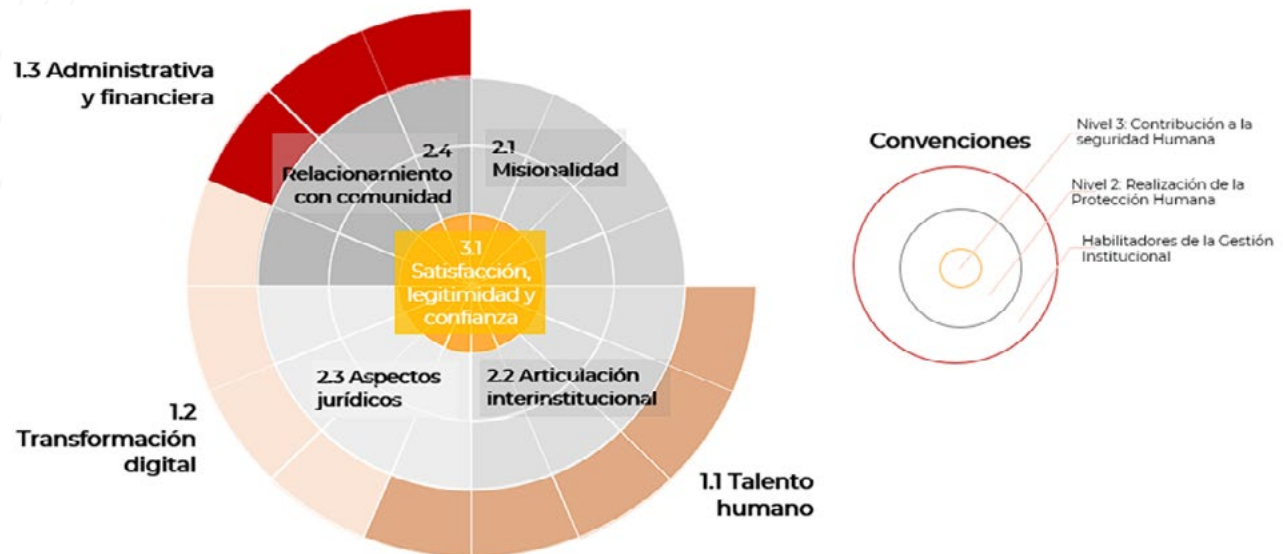 1.3 Administrativa
y financiera
2.4
Relacionamiento
con comunidad
2.1
Misionalidad
3.1
Satisfacción,
legitimidad y
confianza
2.3 Aspectos
jurídicos
2.2 Articulación
interinstitucional
1.2
Transformación
digital
1.1 Talento
humano
Convenciones
Nivel 3: Contribución a la
seguridad Humana
Nivel 2: Realización de la
Protección Humana
Habilitadores de la Gestión
Institucional